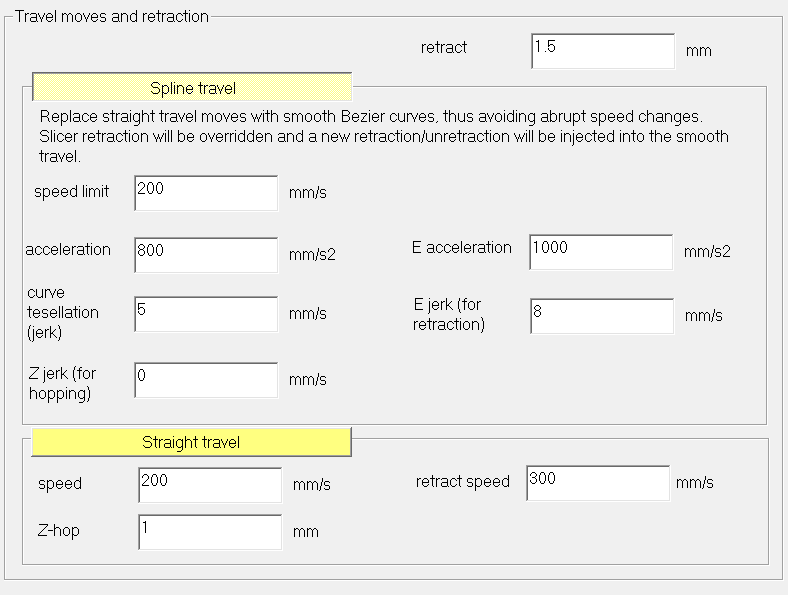 Travel moves and retraction
retract 1.5 mm
Spline travel
Replace straight travel moves with smooth Bezier curves, thus avoiding abrupt speed changes.
Slicer retraction will be overridden and a new retraction/unretraction will be injected into the smooth
travel.
speed limit 200 mm/s
acceleration 800 mm/s2 E acceleration 1000 mm/s2
curve
tesellation
(jerk) 5 mm/s
E jerk (for
retraction) 8 mm/s
Z jerk (for
hopping) 0 mm/s
Straight travel
speed 200 mm/s retract speed 300 mm/s
Z-hop 1 mm